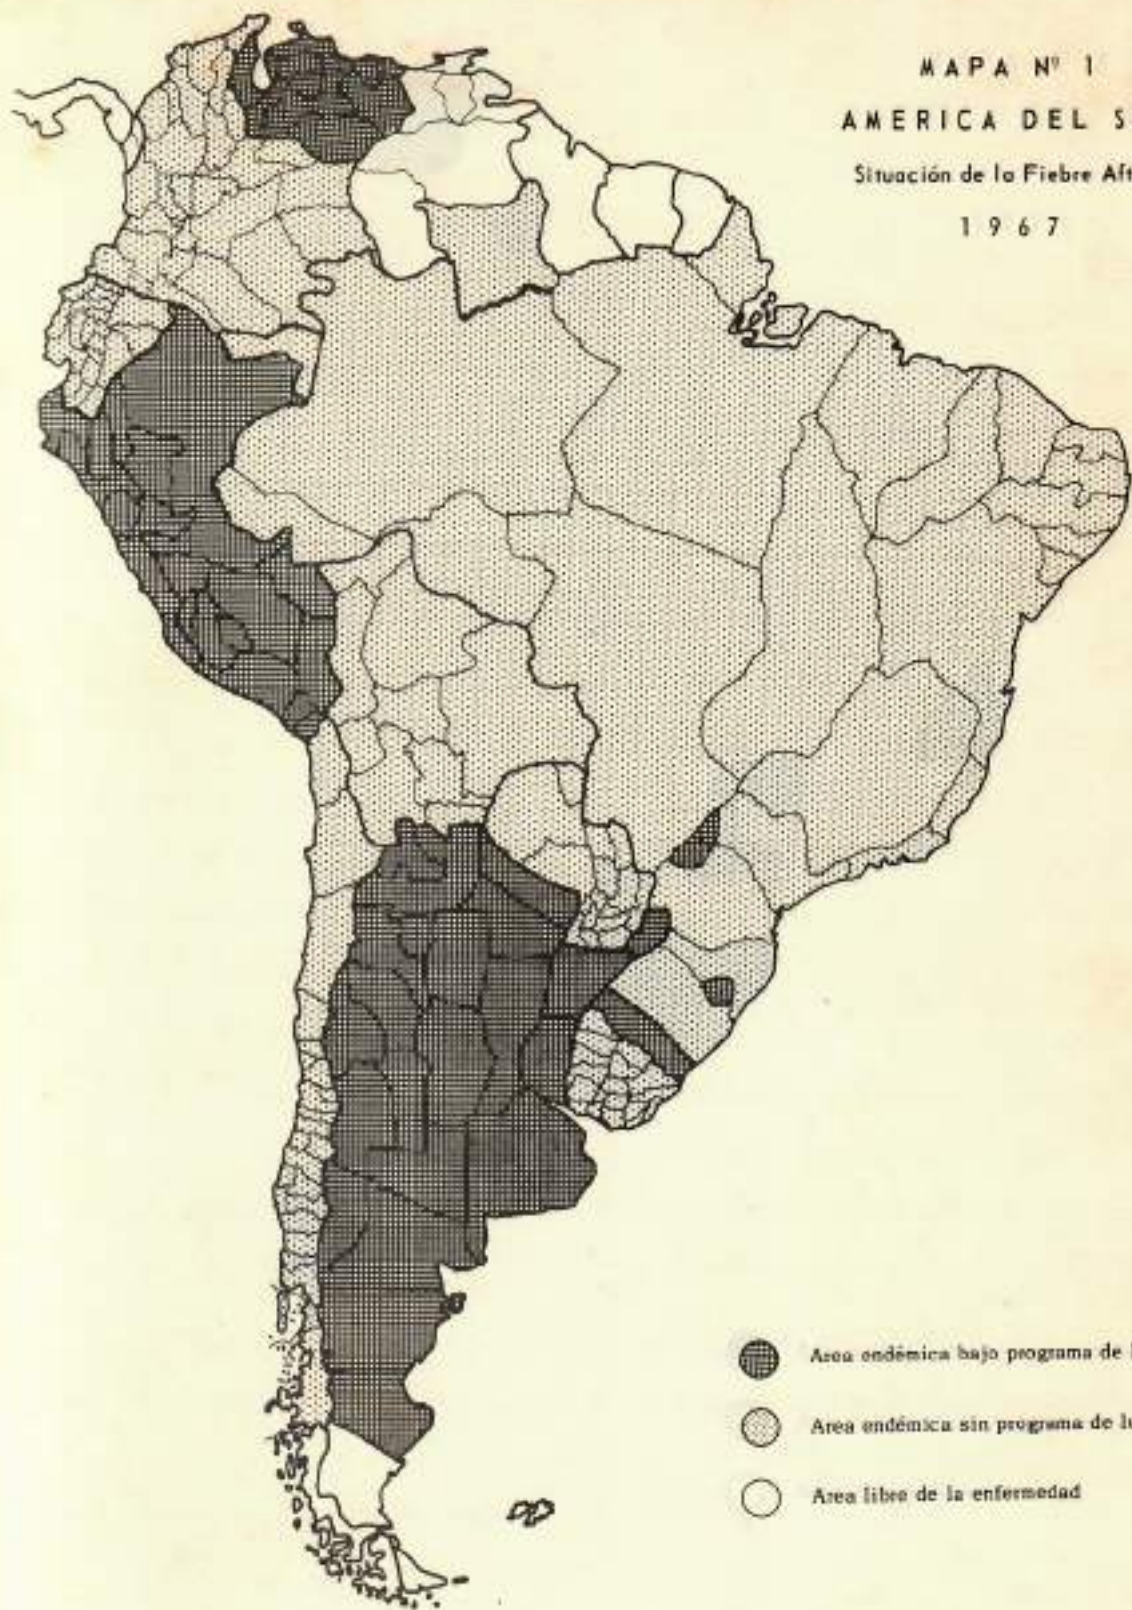 MAPA Nº 1
AMERICA DEL S
Situación de la Fiebre Aft
1 9 6 7
Area endémica bajo programa de
Area endémica sin programa de lu
Area libre de la enfermedad